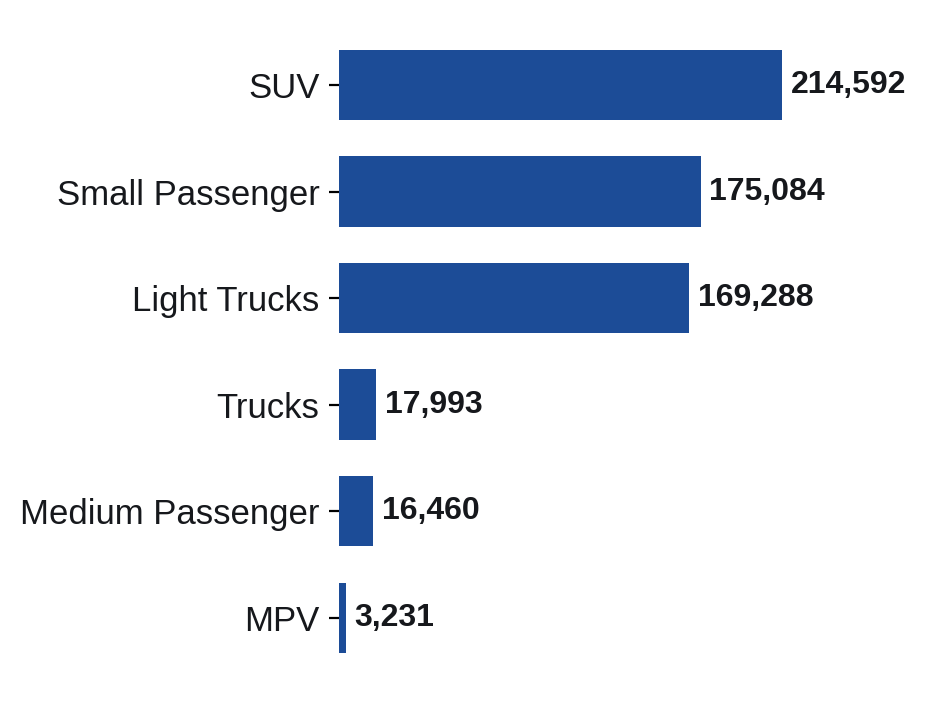 SUV 214,592
Small Passenger 175,084
Light Trucks 169,288
Trucks 17,993
Medium Passenger 16,460
MPV 3,231